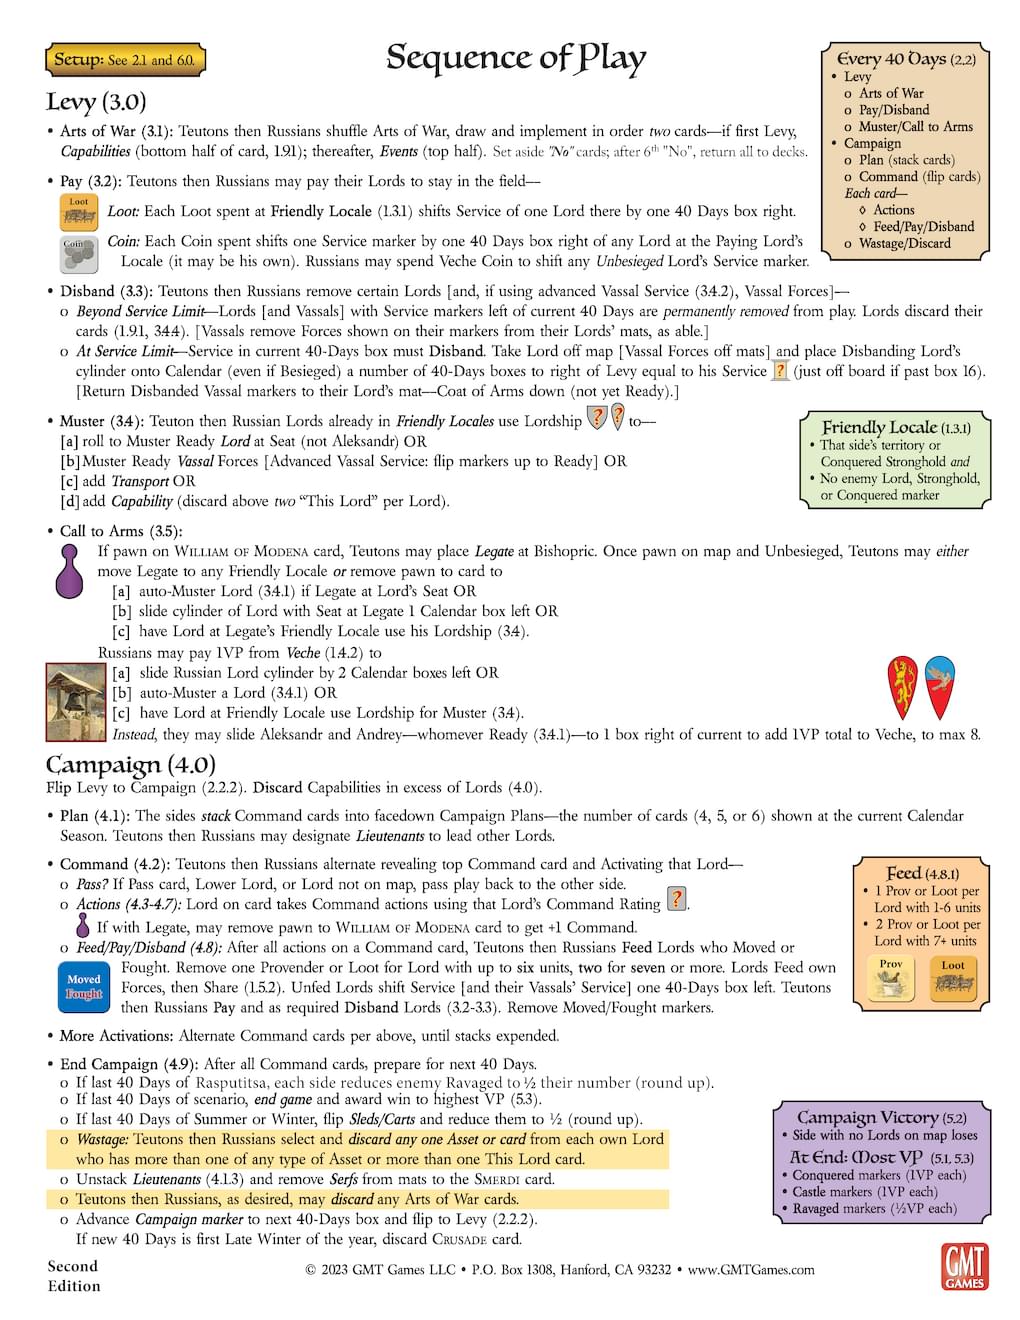 Setup: See 2.1 and 6.0.
Sequence of Play
Every 40 Days (2.2)
• Levy
o Arts of War
o Pay/Disband
o Muster/Call to Arms
• Campaign
o Plan (stack cards)
o Command (flip cards)
Each card—
◊ Actions
◊ Feed/Pay/Disband
o Wastage/Discard
Levy (3.0)
• Arts of War (3.1): Teutons then Russians shuffle Arts of War, draw and implement in order two cards—if first Levy,
Capabilities (bottom half of card, 1.9.1); thereafter, Events (top half). Set aside "No" cards; after 6th "No", return all to decks.
• Pay (3.2): Teutons then Russians may pay their Lords to stay in the field—
Loot
Loot: Each Loot spent at Friendly Locale (1.3.1) shifts Service of one Lord there by one 40 Days box right.
Coin
Coin: Each Coin spent shifts one Service marker by one 40 Days box right of any Lord at the Paying Lord's
Locale (it may be his own). Russians may spend Veche Coin to shift any Unbesieged Lord's Service marker.
• Disband (3.3): Teutons then Russians remove certain Lords [and, if using advanced Vassal Service (3.4.2), Vassal Forces]—
o Beyond Service Limit—Lords [and Vassals] with Service markers left of current 40 Days are permanently removed from play. Lords discard their
cards (1.9.1, 3.4.4). [Vassals remove Forces shown on their markers from their Lords' mats, as able.]
o At Service Limit—Service in current 40-Days box must Disband. Take Lord off map [Vassal Forces off mats] and place Disbanding Lord's
cylinder onto Calendar (even if Besieged) a number of 40-Days boxes to right of Levy equal to his Service ? (just off board if past box 16).
[Return Disbanded Vassal markers to their Lord's mat—Coat of Arms down (not yet Ready).]
• Muster (3.4): Teuton then Russian Lords already in Friendly Locales use Lordship ? ? to—
[a] roll to Muster Ready Lord at Seat (not Aleksandr) OR
[b] Muster Ready Vassal Forces [Advanced Vassal Service: flip markers up to Ready] OR
[c] add Transport OR
[d] add Capability (discard above two “This Lord” per Lord).
Friendly Locale (1.3.1)
• That side's territory or
Conquered Stronghold and
• No enemy Lord, Stronghold,
or Conquered marker
• Call to Arms (3.5):
If pawn on William of Modena card, Teutons may place Legate at Bishopric. Once pawn on map and Unbesieged, Teutons may either
move Legate to any Friendly Locale or remove pawn to card to
[a] auto-Muster Lord (3.4.1) if Legate at Lord's Seat OR
[b] slide cylinder of Lord with Seat at Legate 1 Calendar box left OR
[c] have Lord at Legate's Friendly Locale use his Lordship (3.4).
Russians may pay 1VP from Veche (1.4.2) to
[a] slide Russian Lord cylinder by 2 Calendar boxes left OR
[b] auto-Muster a Lord (3.4.1) OR
[c] have Lord at Friendly Locale use Lordship for Muster (3.4).
Instead, they may slide Aleksandr and Andrey—whomever Ready (3.4.1)—to 1 box right of current to add 1VP total to Veche, to max 8.
Campaign (4.0)
Flip Levy to Campaign (2.2.2). Discard Capabilities in excess of Lords (4.0).
• Plan (4.1): The sides stack Command cards into facedown Campaign Plans—the number of cards (4, 5, or 6) shown at the current Calendar
Season. Teutons then Russians may designate Lieutenants to lead other Lords.
• Command (4.2): Teutons then Russians alternate revealing top Command card and Activating that Lord—
o Pass? If Pass card, Lower Lord, or Lord not on map, pass play back to the other side.
o Actions (4.3-4.7): Lord on card takes Command actions using that Lord's Command Rating ?.
If with Legate, may remove pawn to William of Modena card to get +1 Command.
o Feed/Pay/Disband (4.8): After all actions on a Command card, Teutons then Russians Feed Lords who Moved or
Moved
Fought
Fought. Remove one Provender or Loot for Lord with up to six units, two for seven or more. Lords Feed own
Forces, then Share (1.5.2). Unfed Lords shift Service [and their Vassals' Service] one 40-Days box left. Teutons
then Russians Pay and as required Disband Lords (3.2-3.3). Remove Moved/Fought markers.
Feed (4.8.1)
• 1 Prov or Loot per
Lord with 1-6 units
• 2 Prov or Loot per
Lord with 7+ units
Prov
Loot
• More Activations: Alternate Command cards per above, until stacks expended.
• End Campaign (4.9): After all Command cards, prepare for next 40 Days.
o If last 40 Days of Rasputitsa, each side reduces enemy Ravaged to ½ their number (round up).
o If last 40 Days of scenario, end game and award win to highest VP (5.3).
o If last 40 Days of Summer or Winter, flip Sleds/Carts and reduce them to ½ (round up).
o Wastage: Teutons then Russians select and discard any one Asset or card from each own Lord
who has more than one of any type of Asset or more than one This Lord card.
o Unstack Lieutenants (4.1.3) and remove Serfs from mats to the Smerdi card.
o Teutons then Russians, as desired, may discard any Arts of War cards.
o Advance Campaign marker to next 40-Days box and flip to Levy (2.2.2).
If new 40 Days is first Late Winter of the year, discard Crusade card.
Campaign Victory (5.2)
• Side with no Lords on map loses
At End: Most VP (5.1, 5.3)
• Conquered markers (1VP each)
• Castle markers (1VP each)
• Ravaged markers (½VP each)
Second
Edition
© 2023 GMT Games LLC • P.O. Box 1308, Hanford, CA 93232 • www.GMTGames.com
GMT
GAMES